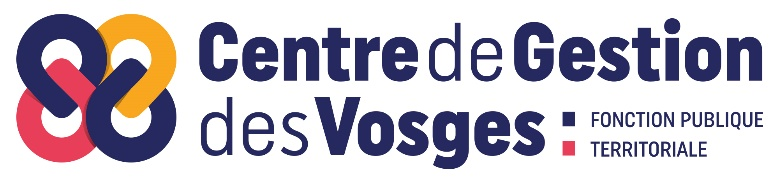 Centre de Gestion
des Vosges
FONCTION PUBLIQUE
TERRITORIALE